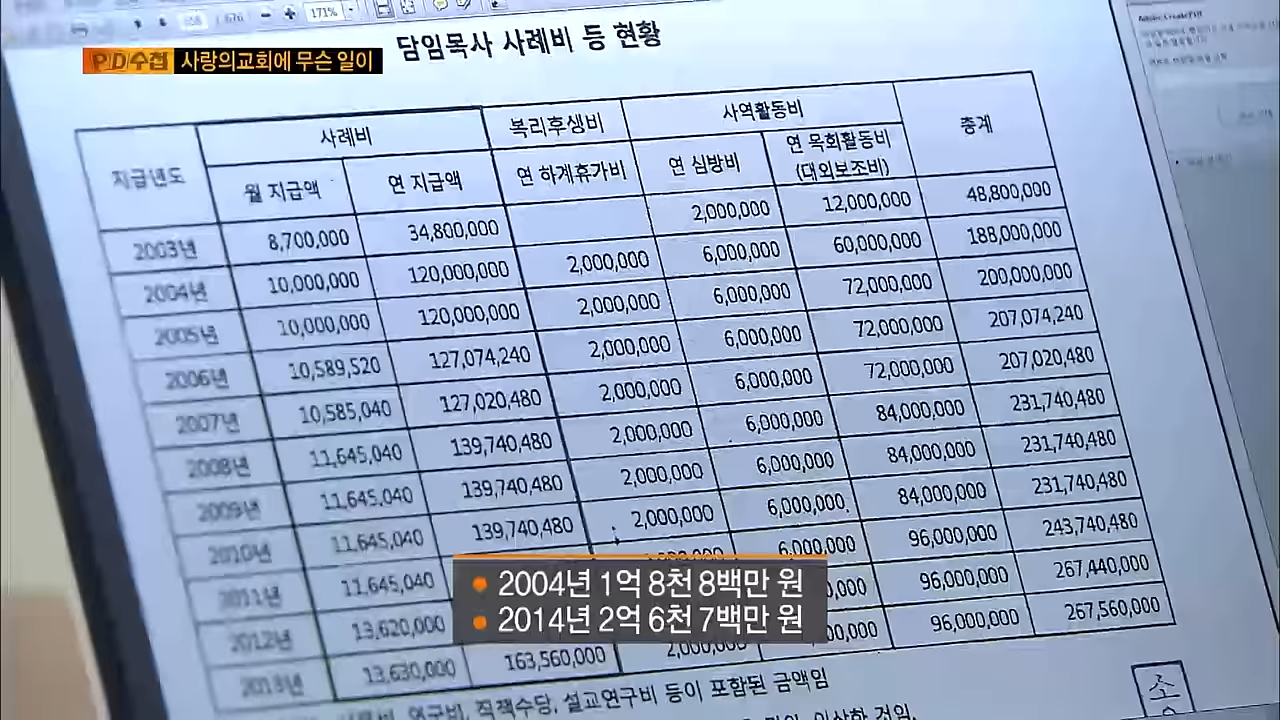 171%
PD수첩 사랑의교회에 무슨 일이
담임목사 사례비 등 현황
지급년도 사례비 복리후생비 사역활동비 총계
월 지급액 연 지급액 연 하계휴가비 연 심방비 연 목회활동비
(대외보조비)
2003년 8,700,000 34,800,000 2,000,000 12,000,000 48,800,000
2004년 10,000,000 120,000,000 2,000,000 6,000,000 60,000,000 188,000,000
2005년 10,000,000 120,000,000 2,000,000 6,000,000 72,000,000 200,000,000
2006년 10,589,520 127,074,240 2,000,000 6,000,000 72,000,000 207,074,240
2007년 10,585,040 127,020,480 2,000,000 6,000,000 72,000,000 207,020,480
2008년 11,645,040 139,740,480 2,000,000 6,000,000 84,000,000 231,740,480
2009년 11,645,040 139,740,480 2,000,000 6,000,000 84,000,000 231,740,480
2010년 11,645,040 139,740,480 2,000,000 6,000,000 84,000,000 231,740,480
2011년 11,645,040 6,000,000 96,000,000 243,740,480
2012년 13,620,000 96,000,000 267,440,000
2013년 13,630,000 163,560,000 2,000,000 96,000,000 267,560,000
• 2004년 1억 8천 8백만 원
• 2014년 2억 6천 7백만 원
연구비, 직책수당, 설교연구비 등이 포함된 금액임
이상한 것임.